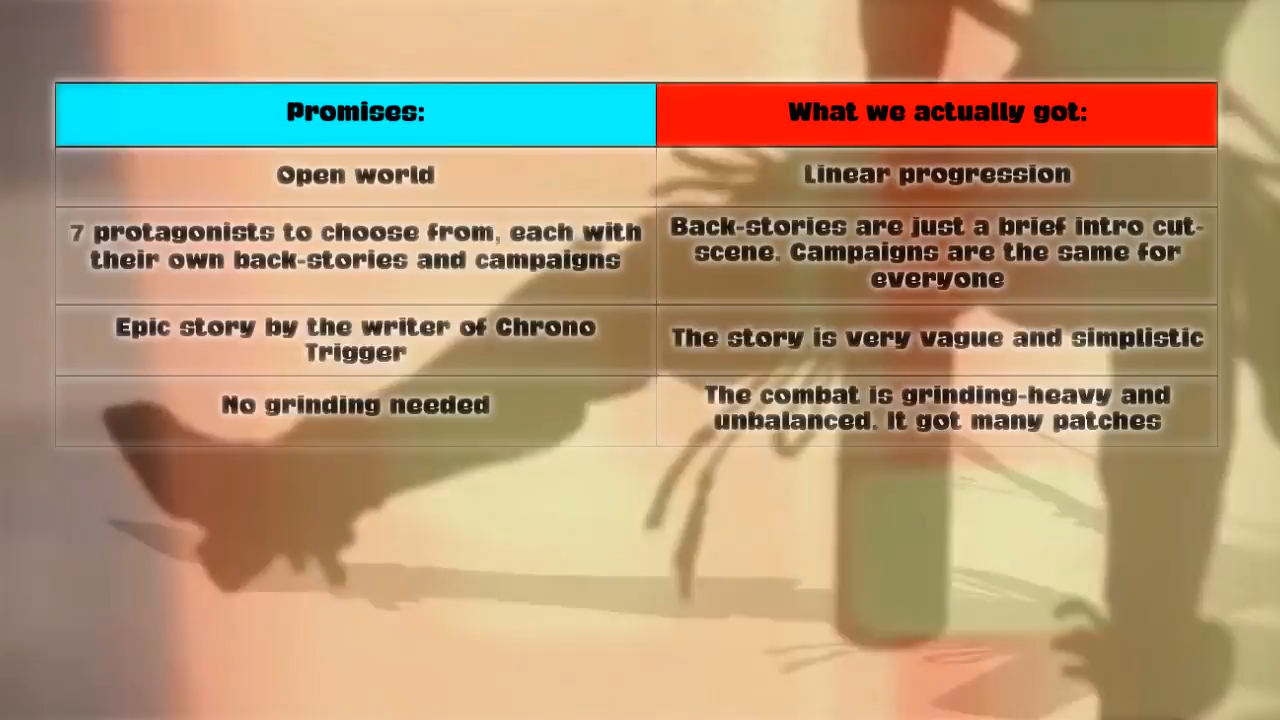 Promises:
What we actually got:
Open world
Linear progression
7 protagonists to choose from, each with
their own back-stories and campaigns
Back-stories are just a brief intro cut-
scene. Campaigns are the same for
everyone
Epic story by the writer of Chrono
Trigger
The story is very vague and simplistic
No grinding needed
The combat is grinding-heavy and
unbalanced. It got many patches